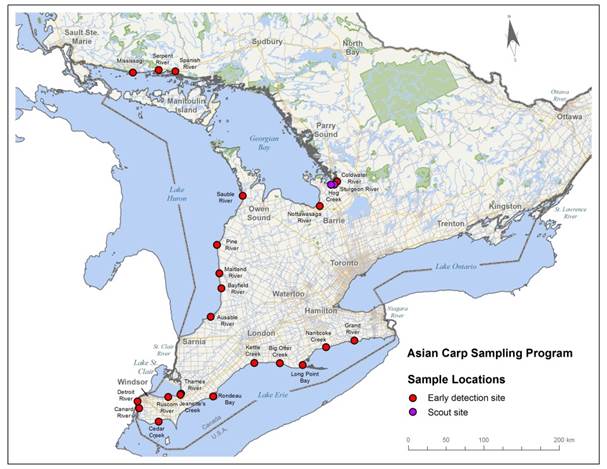 Sault Ste.
Marie
Sudbury
North
Bay
Mississagi
Serpent
River
Spanish
River
Manitoulin
Island
Ottawa
River
Ottawa
Georgian
Bay
Parry
Sound
Coldwater
River
Sturgeon River
Hog
Creek
Lake
Huron
Sauble
River
Owen
Sound
Nottawasaga
River
Barrie
Kingston
St. Lawrence
River
Trenton
Pine
River
Toronto
Lake Ontario
Maitland
River
Bayfield
River
Waterloo
Hamilton
Niagara
River
Ausable
River
Sarnia
St. Clair
River
London
Kettle
Creek
Big Otter
Creek
Nanticoke
Creek
Grand
River
Long Point
Bay
Lake St.
Clair
Windsor
Detroit
River
Canard
River
Ruscom
River
Thames
River
Jeanette's
Creek
Rondeau
Bay
Lake Erie
Cedar
Creek
Canada
U.S.A.
Asian Carp Sampling Program
Sample Locations
Early detection site
Scout site
0 50 100 200 km
N